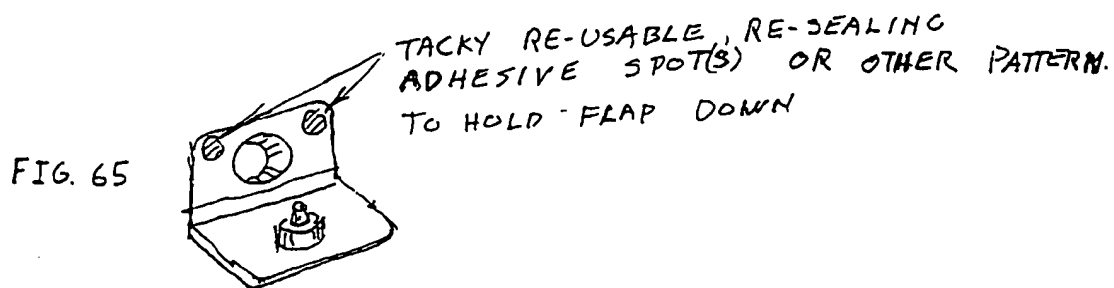 TACKY RE-USABLE, RE-SEALING
ADHESIVE SPOT(S) OR OTHER PATTERN.
TO HOLD-FLAP DOWN
FIG. 65